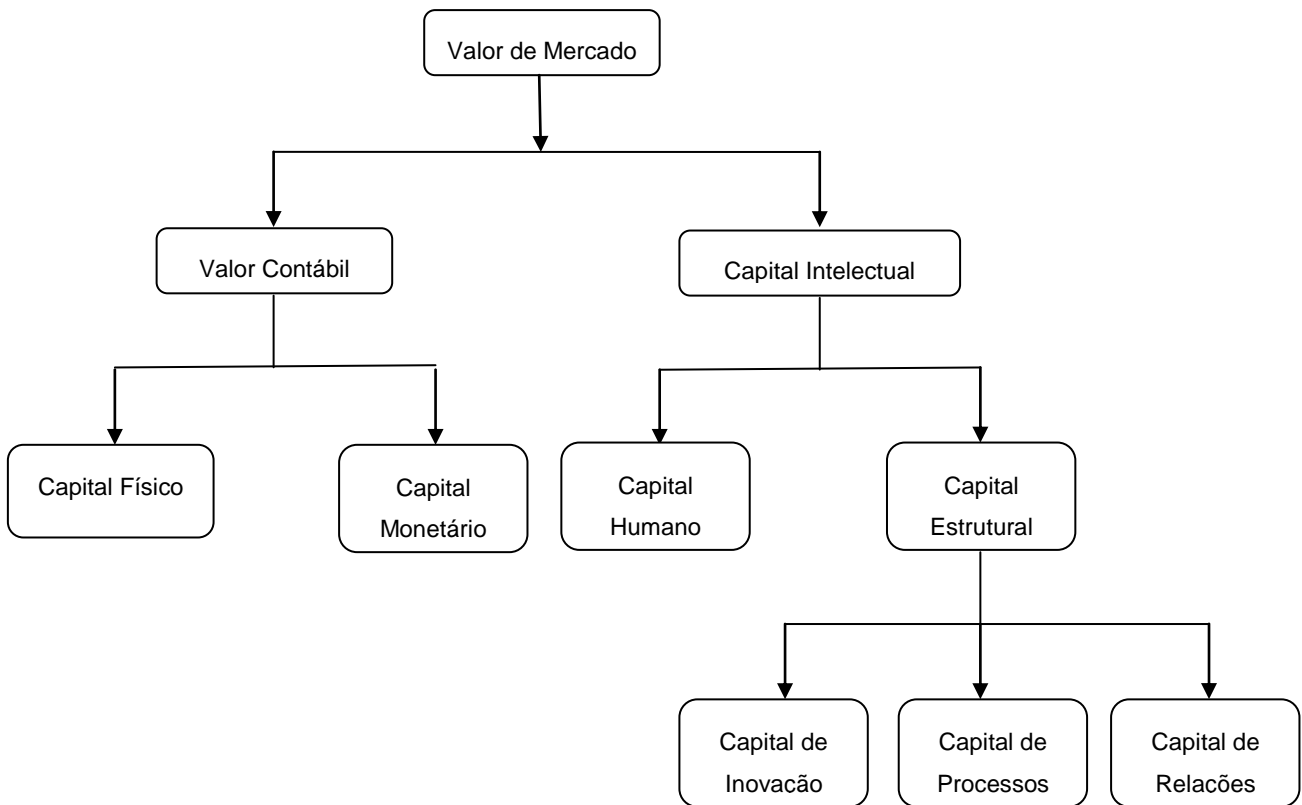 Valor de Mercado
Valor Contábil
Capital Intelectual
Capital Físico
Capital
Monetário
Capital
Humano
Capital
Estrutural
Capital de
Inovacão
Capital de
Processos
Capital de
Relacões